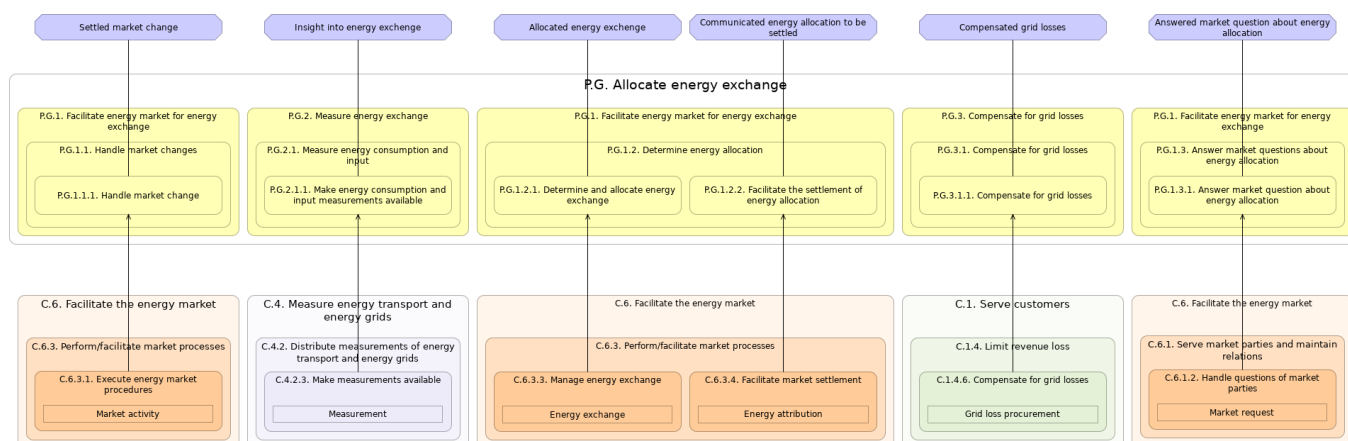 Settled market change
Insight into energy exchange
Allocated energy exchange
Communicated energy allocation to be
settled
Compensated grid losses
Answered market question about energy
allocation
P.G. Allocate energy exchange
P.G.1. Facilitate energy market for energy
exchange
P.G.2. Measure energy exchange
P.G.1. Facilitate energy market for energy exchange
P.G.3. Compensate for grid losses
P.G.1. Facilitate energy market for energy
exchange
P.G.1.1. Handle market changes
P.G.2.1. Measure energy consumption and
input
P.G.1.2. Determine energy allocation
P.G.3.1. Compensate for grid losses
P.G.1.3. Answer market questions about
energy allocation
P.G.1.1.1. Handle market change
P.G.2.1.1. Make energy consumption and
input measurements available
P.G.1.2.1. Determine and allocate energy
exchange
P.G.1.2.2. Facilitate the settlement of
energy allocation
P.G.3.1.1. Compensate for grid losses
P.G.1.3.1. Answer market question about
energy allocation
C.6. Facilitate the energy market
C.4. Measure energy transport and
energy grids
C.6. Facilitate the energy market
C.1. Serve customers
C.6. Facilitate the energy market
C.6.3. Perform/facilitate market processes
C.4.2. Distribute measurements of energy
transport and energy grids
C.6.3. Perform/facilitate market processes
C.1.4. Limit revenue loss
C.6.1. Serve market parties and maintain
relations
C.6.3.1. Execute energy market
procedures
Market activity
C.4.2.3. Make measurements available
Measurement
C.6.3.3. Manage energy exchange
Energy exchange
C.6.3.4. Facilitate market settlement
Energy attribution
C.1.4.6. Compensate for grid losses
Grid loss procurement
C.6.1.2. Handle questions of market
parties
Market request